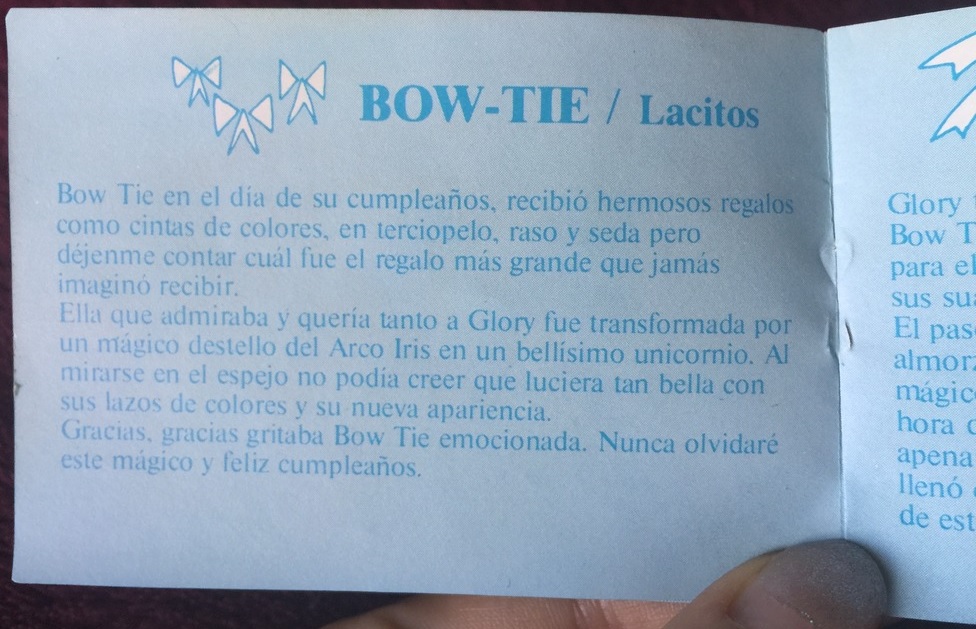 BOW-TIE / Lacitos
Bow Tie en el día de su cumpleaños, recibió hermosos regalos
como cintas de colores, en terciopelo, raso y seda pero
déjenme contar cuál fue el regalo más grande que jamás
imaginó recibir.
Ella que admiraba y quería tanto a Glory fue transformada por
un mágico destello del Arco Iris en un bellísimo unicornio. Al
mirarse en el espejo no podía creer que luciera tan bella con
sus lazos de colores y su nueva apariencia.
Gracias, gracias gritaba Bow Tie emocionada. Nunca olvidaré
este mágico y feliz cumpleaños.
Glory
Bow T
para el
sus su
El pas
almor
mágic
hora
apena
llenó
de est